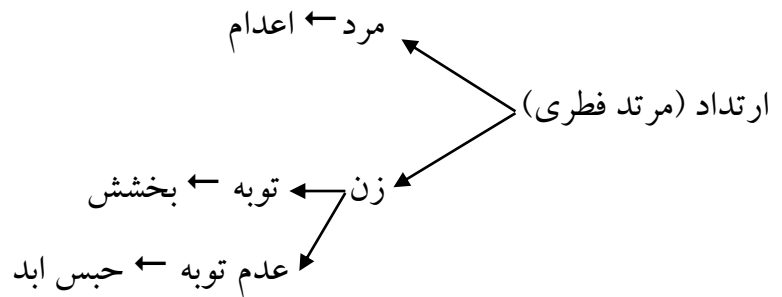 مرد ← اعدام
ارتداد (مرتد فطری)
زن ← توبه ← بخشش
عدم توبه ← حبس ابد